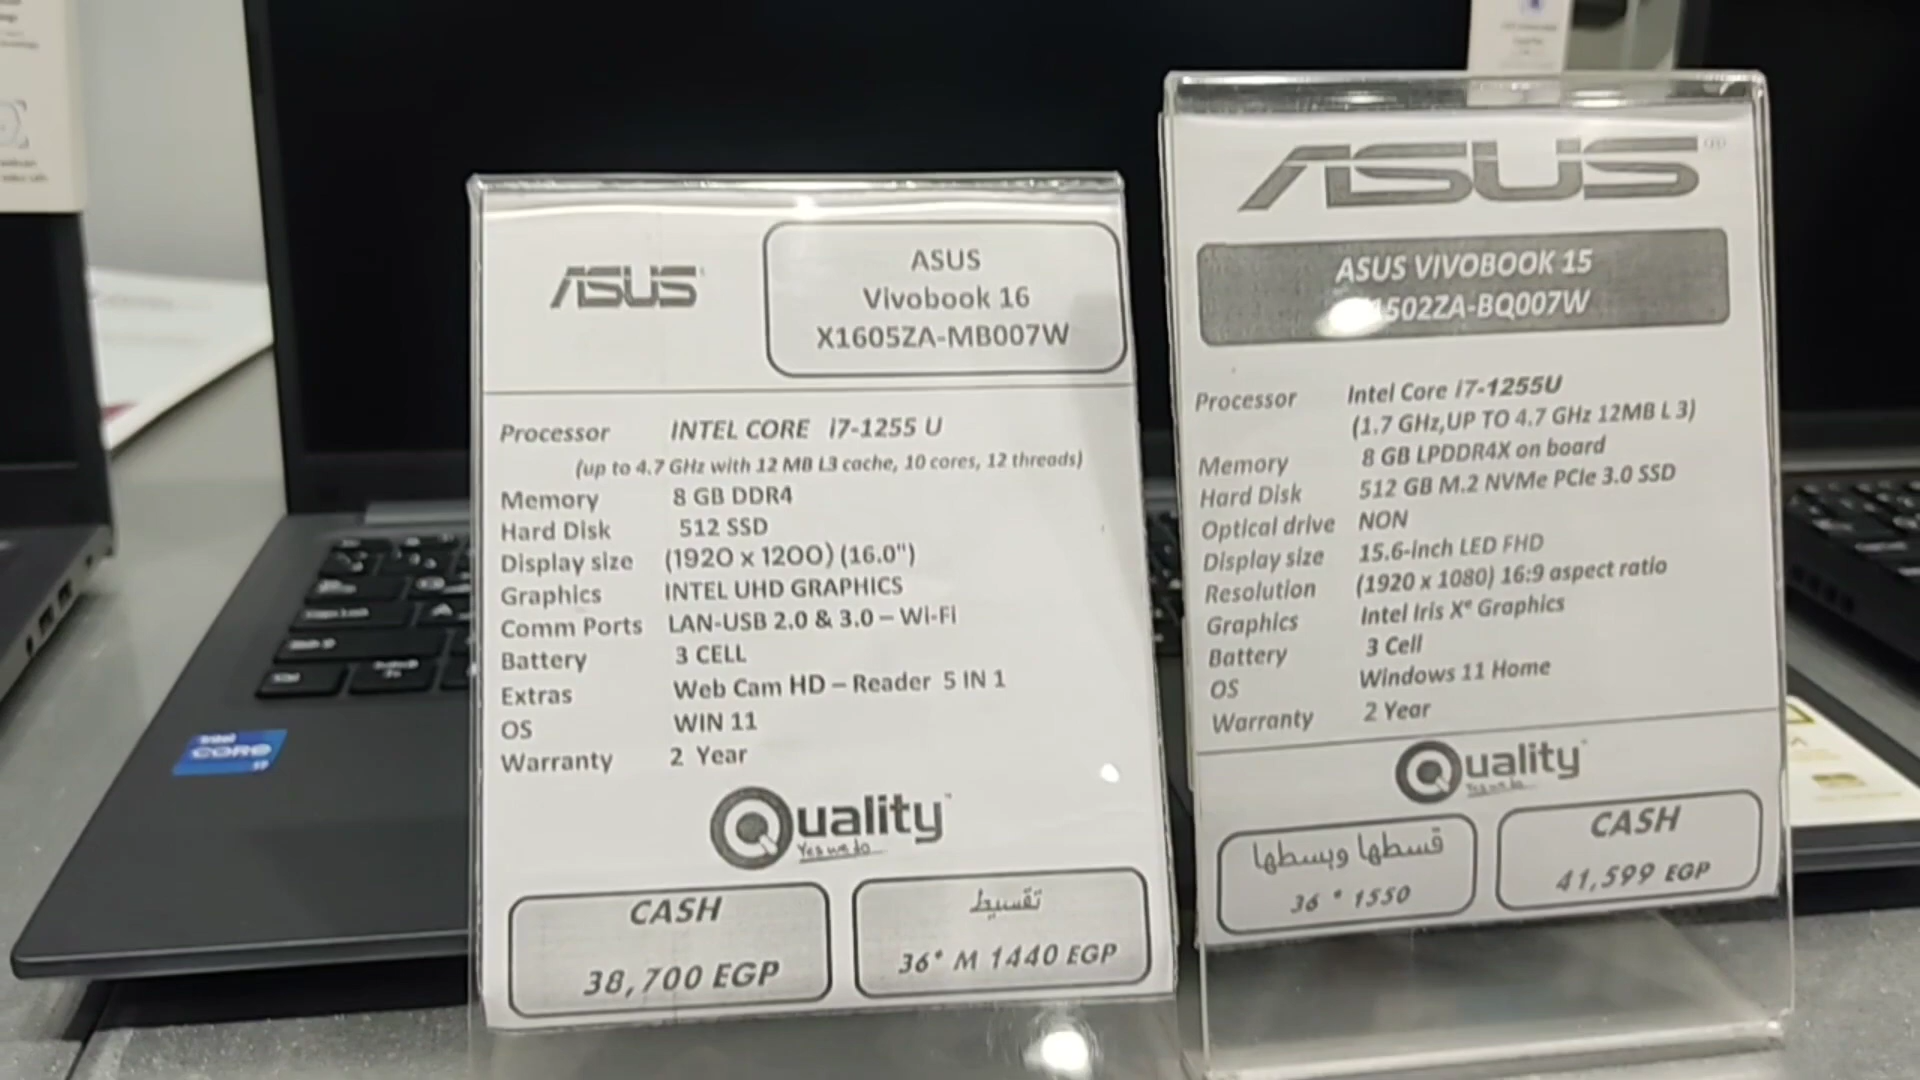 ASUS
ASUS
Vivobook 16
X1605ZA-MB007W
Processor INTEL CORE i7-1255 U
(up to 4.7 GHz with 12 MB L3 cache, 10 cores, 12 threads)
Memory 8 GB DDR4
Hard Disk 512 SSD
Display size (1920 x 1200) (16.0")
Graphics INTEL UHD GRAPHICS
Comm Ports LAN-USB 2.0 & 3.0 – Wi-Fi
Battery 3 CELL
Extras Web Cam HD – Reader 5 IN 1
OS WIN 11
Warranty 2 Year
Quality
Yes we do
CASH
38,700 EGP
تقسيط
36* M 1440 EGP
ASUS
ASUS VIVOBOOK 15
1502ZA-BQ007W
Processor Intel Core i7-1255U
(1.7 GHz,UP TO 4.7 GHz 12MB L 3)
Memory 8 GB LPDDR4X on board
Hard Disk 512 GB M.2 NVMe PCIe 3.0 SSD
Optical drive NON
Display size 15.6-inch LED FHD
Resolution (1920 x 1080) 16:9 aspect ratio
Graphics Intel Iris Xᵉ Graphics
Battery 3 Cell
OS Windows 11 Home
Warranty 2 Year
Quality
Yes we do
قسطها وبسطها
36 * 1550
CASH
41,599 EGP
intel
CORE